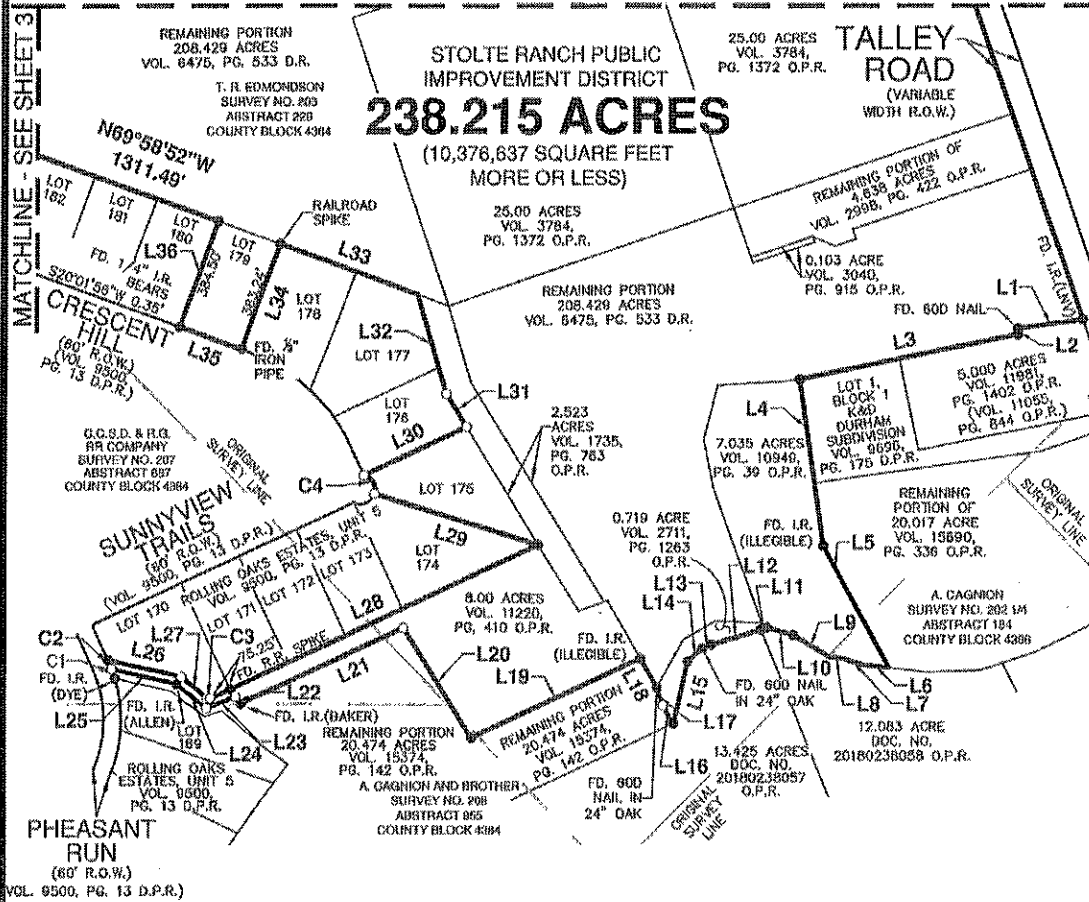 MATCHLINE - SEE SHEET 3
REMAINING PORTION
208.429 ACRES
VOL. 6475, PG. 533 D.R.
T. R. EDMONDSON
SURVEY NO.
ABSTRACT
COUNTY BLOCK
STOLTE RANCH PUBLIC
IMPROVEMENT DISTRICT
238.215 ACRES
(10,376,637 SQUARE FEET
MORE OR LESS)
25.00 ACRES
VOL. 3784,
PG. 1372 O.P.R.
25.00 ACRES
VOL. 3784,
PG. 1372 O.P.R.
TALLEY
ROAD
(VARIABLE
WIDTH R.O.W.)
REMAINING PORTION OF
4.638 ACRES
VOL. 2998, PG. 422 O.P.R.
0.103 ACRE
VOL. 3040,
PG. 915 O.P.R.
FD. I.R.(LNV)
N69°58'52"W
1311.49'
LOT
182
LOT
181
LOT
180
L36
384.50'
LOT
179
RAILROAD
SPIKE
L33
383.24'
L34
LOT
178
FD. 1/4" I.R.
BEARS
S20°01'56"W 0.35'
CRESCENT
HILL
(60' R.O.W.)
(VOL. 9500,
PG. 13 D.P.R.)
L35
FD. ½"
IRON
PIPE
L32
LOT 177
L31
LOT
176
L30
C4
LOT 175
REMAINING PORTION
208.429 ACRES
VOL. 6475, PG. 533 D.R.
2.523
ACRES
VOL. 1735,
PG. 763
O.P.R.
FD. 60D NAIL
L1
L2
L3
L4
LOT 1,
BLOCK 1
K&D
DURHAM
SUBDIVISION
VOL. 9696,
PG. 175 D.P.R.
5.000 ACRES
VOL. 11981,
PG. 1402 O.P.R.
(VOL. 11055,
PG. 844 O.P.R.)
7.035 ACRES
VOL. 10949,
PG. 39 O.P.R.
REMAINING
PORTION OF
20.017 ACRE
VOL. 15690,
PG. 336 O.P.R.
ORIGINAL
SURVEY LINE
G.C.S.D. & R.G.
RR COMPANY
SURVEY NO. 207
ABSTRACT
COUNTY BLOCK
ORIGINAL
SURVEY LINE
SUNNYVIEW
TRAILS
(60' R.O.W.)
(VOL. 9500, PG. 13 D.P.R.)
ROLLING OAKS ESTATES, UNIT 5
VOL. 9500, PG. 13 D.P.R.
LOT 170
LOT 171
LOT 172
LOT 173
L29
LOT
174
L28
0.719 ACRE
VOL. 2711,
PG. 1263
O.P.R.
FD. I.R.
(ILLEGIBLE)
L5
L13
L14
L12
L11
A. GAGNION
SURVEY NO. 202 1/4
ABSTRACT 184
COUNTY BLOCK
C2
C1
FD. I.R.
(DYE)
L26
L27
C3
75.25'
FD. R.R. SPIKE
L21
8.00 ACRES
VOL. 11220,
PG. 410 O.P.R.
L20
FD. I.R.
(ILLEGIBLE)
L19
L18
L15
L10
L9
L6
L7
L8
L25
FD. I.R.
(ALLEN)
LOT
169
L24
L23
L22
FD. I.R.(BAKER)
REMAINING PORTION
20.474 ACRES
VOL. 15374,
PG. 142 O.P.R.
REMAINING PORTION
20.474 ACRES
VOL. 15374,
PG. 142 O.P.R.
L17
L16
FD. 60D NAIL
IN 24" OAK
12.083 ACRE
DOC. NO.
20180238058 O.P.R.
13.425 ACRES
DOC. NO.
20180238057
O.P.R.
FD. 60D
NAIL IN
24" OAK
ORIGINAL
SURVEY
LINE
A. GAGNION AND BROTHER
SURVEY NO.
ABSTRACT
COUNTY BLOCK
ROLLING OAKS
ESTATES, UNIT 5
VOL. 9500,
PG. 13 D.P.R.
PHEASANT
RUN
(60' R.O.W.)
VOL. 9500, PG. 13 D.P.R.)